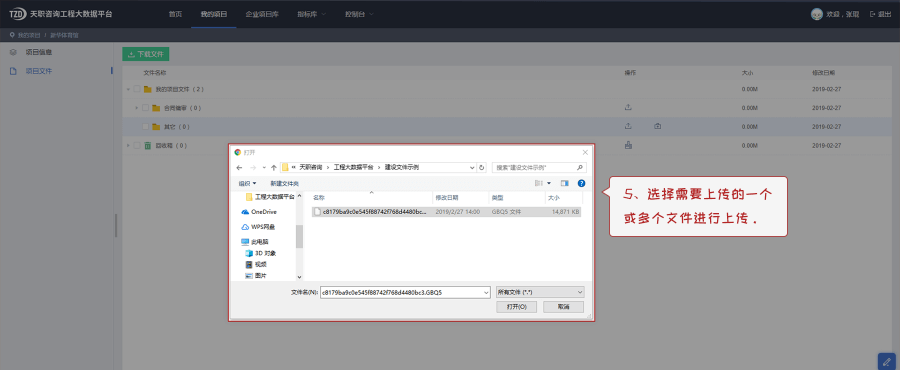 TZD 天职咨询工程大数据平台 首页 我的项目 企业项目库 指标库 控制台 欢迎，张琨 退出
我的项目 / 新华体育馆
项目信息
项目文件
下载文件
文件名称 操作 大小 修改日期
我的项目文件（2） 0.00M 2019-02-27
（0） 0.00M 2019-02-27
其它（0） 0.00M 2019-02-27
回收箱（0） 0.00M 2019-02-27
打开
« 天职咨询 › 工程大数据平台 › 建设文件示例
搜索"建设文件示例"
组织 新建文件夹
工程大数据平台
OneDrive
WPS网盘
此电脑
3D 对象
视频
图片
名称 修改日期 类型 大小
c8179ba9c0e545f88742f768d4480bc... 2019/2/27 14:00 GBQ5 文件 14,871 KB
文件名(N): c8179ba9c0e545f88742f768d4480bc3.GBQ5 所有文件 (*.*)
打开(O) 取消
5、选择需要上传的一个
或多个文件进行上传．